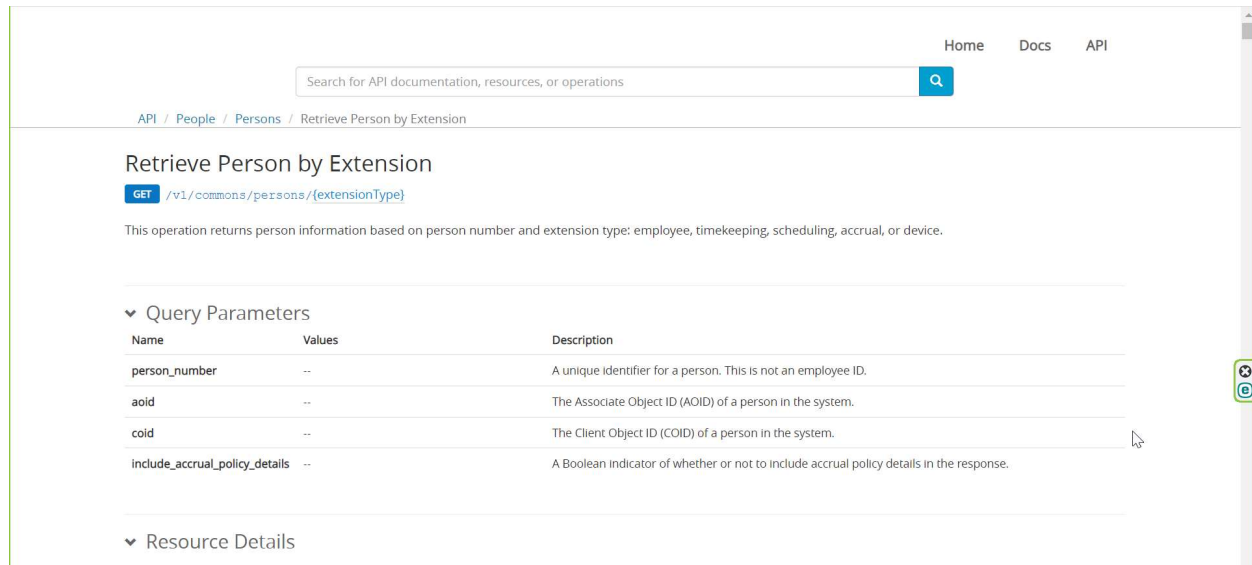 Home Docs API
Search for API documentation, resources, or operations
API / People / Persons / Retrieve Person by Extension
Retrieve Person by Extension
GET /v1/commons/persons/{extensionType}
This operation returns person information based on person number and extension type: employee, timekeeping, scheduling, accrual, or device.
Query Parameters
Name Values Description
person_number -- A unique identifier for a person. This is not an employee ID.
aoid -- The Associate Object ID (AOID) of a person in the system.
coid -- The Client Object ID (COID) of a person in the system.
include_accrual_policy_details -- A Boolean indicator of whether or not to include accrual policy details in the response.
Resource Details